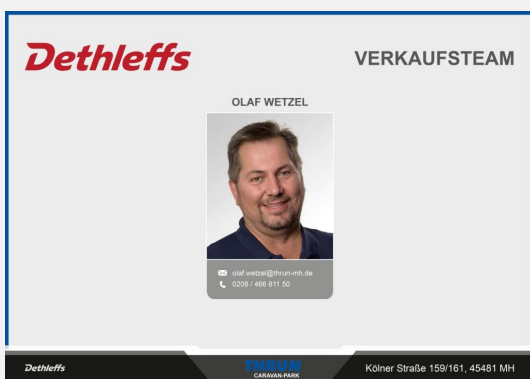 Dethleffs
VERKAUFSTEAM
OLAF WETZEL
olaf.wetzel@thrun-mh.de
0208 / 466 811 50
Dethleffs
THRUN
CARAVAN-PARK
Kölner Straße 159/161, 45481 MH